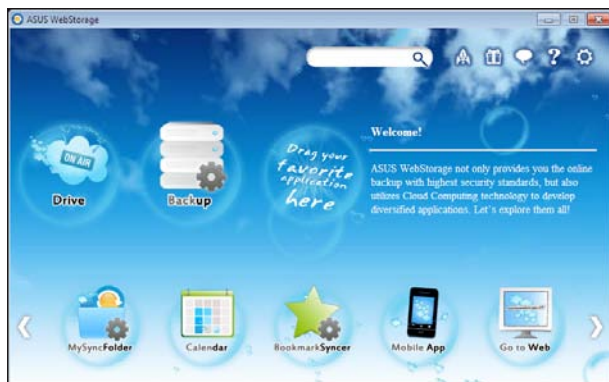 ASUS WebStorage
?
ON AIR
Drive
Backup
Drag your
favorite
application
here
Welcome!
ASUS WebStorage not only provides you the online
backup with highest security standards, but also
utilizes Cloud Computing technology to develop
diversified applications. Let's explore them all!
MySyncFolder
Calendar
BookmarkSyncer
Mobile App
Go to Web